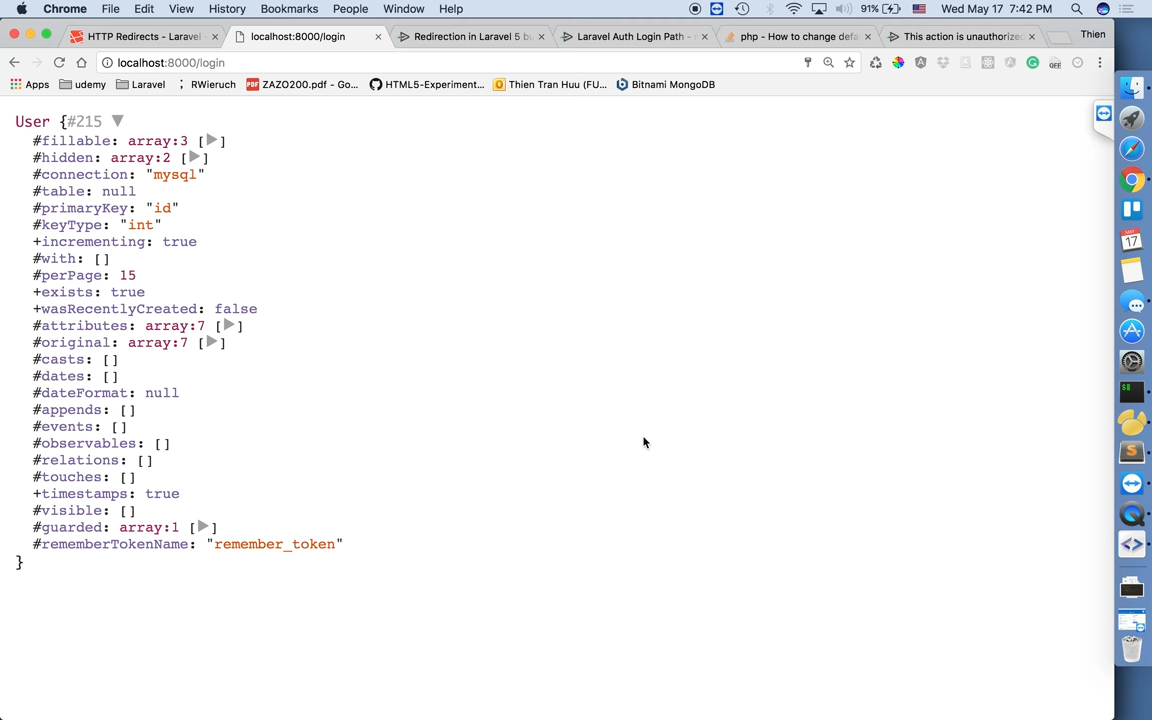 Chrome File Edit View History Bookmarks People Window Help 91% Wed May 17 7:42 PM
HTTP Redirects - Laravel - localhost:8000/login Redirection in Laravel 5 bu Laravel Auth Login Path - php - How to change defa This action is unauthorized Thien
localhost:8000/login
Apps udemy Laravel RWieruch ZAZO200.pdf - Go... HTML5-Experiment... Thien Tran Huu (FU... Bitnami MongoDB
User {#215 ▼
#fillable: array:3 [▶]
#hidden: array:2 [▶]
#connection: "mysql"
#table: null
#primaryKey: "id"
#keyType: "int"
+incrementing: true
#with: []
#perPage: 15
+exists: true
+wasRecentlyCreated: false
#attributes: array:7 [▶]
#original: array:7 [▶]
#casts: []
#dates: []
#dateFormat: null
#appends: []
#events: []
#observables: []
#relations: []
#touches: []
+timestamps: true
#visible: []
#guarded: array:1 [▶]
#rememberTokenName: "remember_token"
}
17